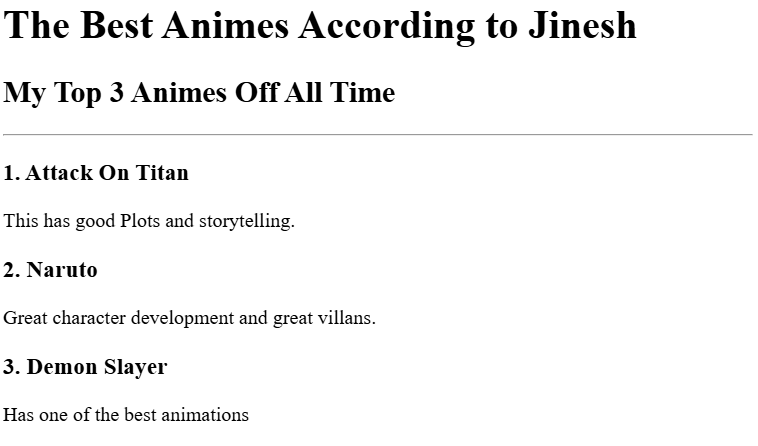 The Best Animes According to Jinesh
My Top 3 Animes Off All Time
1. Attack On Titan
This has good Plots and storytelling.
2. Naruto
Great character development and great villans.
3. Demon Slayer
Has one of the best animations